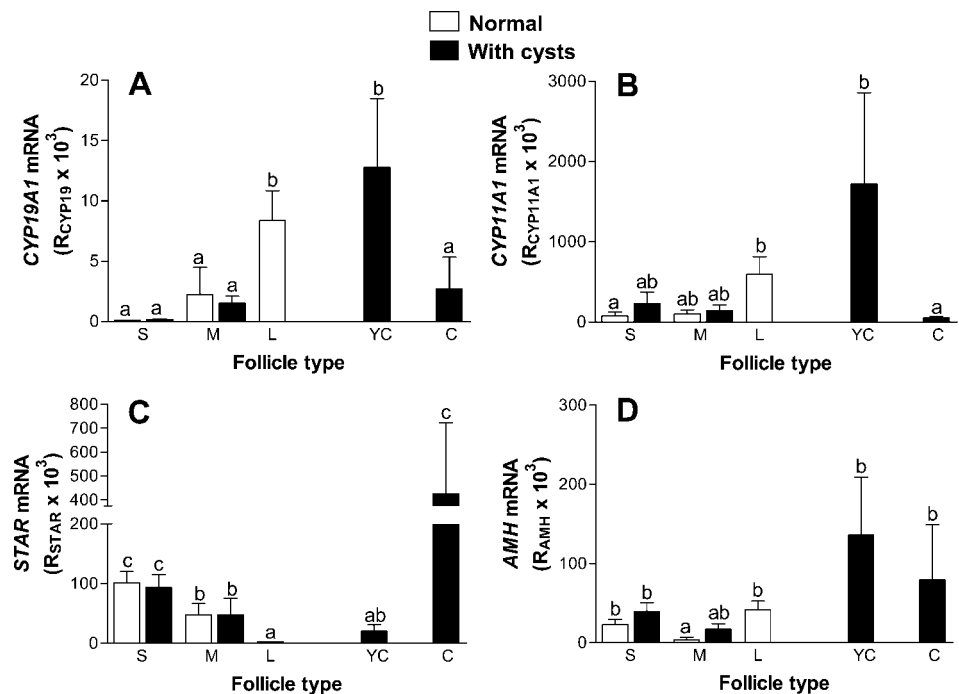 Normal
With cysts
A
CYP19A1 mRNA
(RCYP19 x 10³)
20
15
10
5
0
a a a a b b a
S M L YC C
Follicle type
B
CYP11A1 mRNA
(RCYP11A1 x 10³)
3000
2000
1000
0
a ab ab ab b b a
S M L YC C
Follicle type
C
STAR mRNA
(RSTAR x 10³)
800
700
600
500
400
200
100
0
c c b b a ab c
S M L YC C
Follicle type
D
AMH mRNA
(RAMH x 10³)
300
200
100
0
b b a ab b b b
S M L YC C
Follicle type